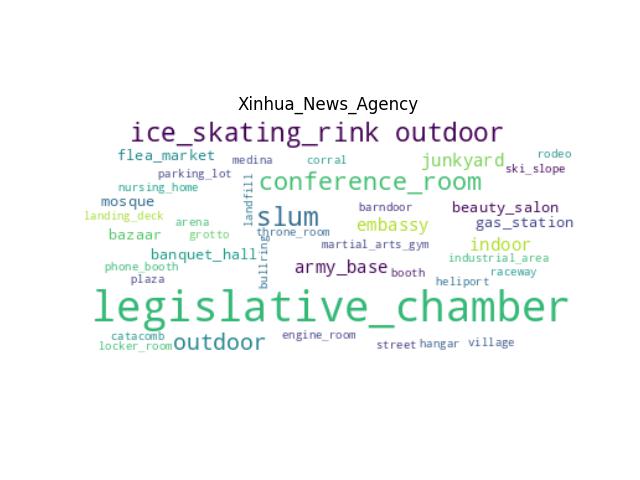 Xinhua_News_Agency
ice_skating_rink outdoor
flea_market medina corral junkyard rodeo
parking_lot ski_slope
nursing_home landfill conference_room
mosque slum barndoor beauty_salon
landing_deck arena embassy gas_station
bazaar grotto throne_room indoor
banquet_hall bullring martial_arts_gym industrial_area
phone_booth army_base booth raceway
plaza heliport
legislative_chamber
catacomb outdoor engine_room
locker_room street hangar village